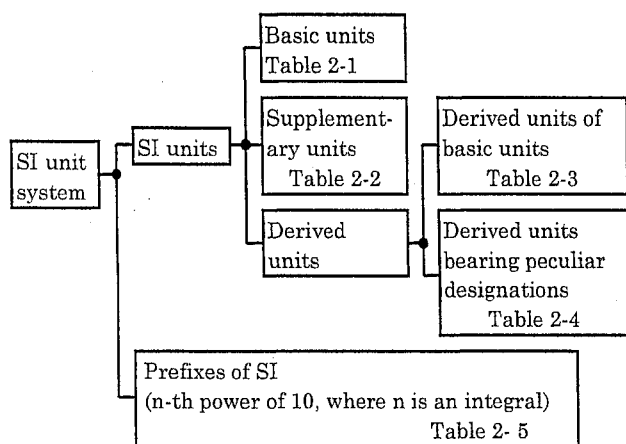 Basic units
Table 2-1
SI unit
system
SI units
Supplement-
ary units
Table 2-2
Derived units of
basic units
Table 2-3
Derived
units
Derived units
bearing peculiar
designations
Table 2-4
Prefixes of SI
(n-th power of 10, where n is an integral)
Table 2- 5